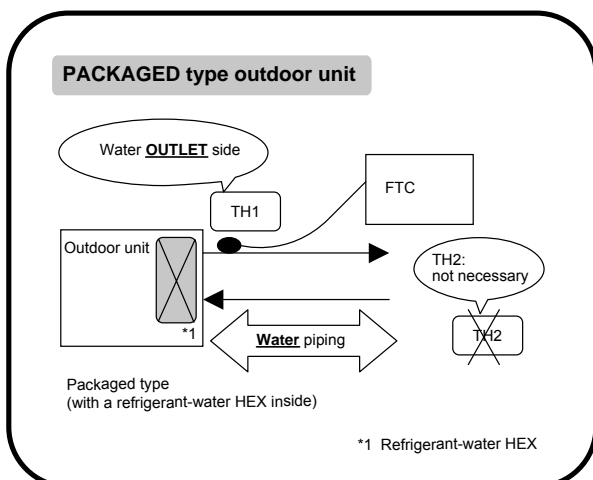 PACKAGED type outdoor unit
Water OUTLET side
TH1
FTC
Outdoor unit
TH2:
not necessary
*1
Water piping
TH2
Packaged type
(with a refrigerant-water HEX inside)
*1 Refrigerant-water HEX